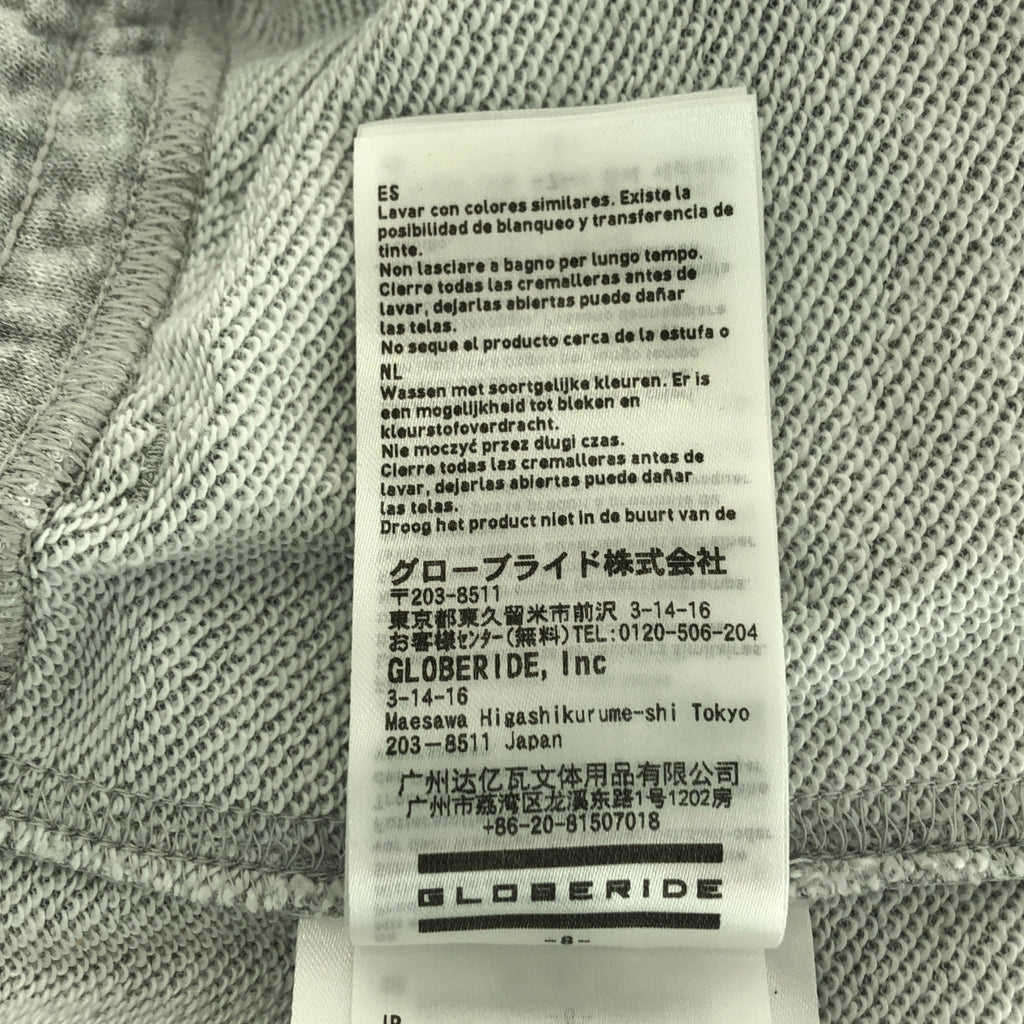 ES
Lavar con colores similares. Existe la
posibilidad de blanqueo y transferencia de
tinte.
Non lasciare a bagno per lungo tempo.
Cierre todas las cremalleras antes de
lavar, dejarlas abiertas puede dañar
las telas.
No seque el producto cerca de la estufa o
NL
Wassen met soortgelijke kleuren. Er is
een mogelijkheid tot bleken en
kleurstofoverdracht.
Nie moczyć przez długi czas.
Cierre todas las cremalleras antes de
lavar, dejarlas abiertas puede dañar
las telas.
Droog het product niet in de buurt van de
グローブライド株式会社
〒203-8511
東京都東久留米市前沢 3-14-16
お客様ｾﾝﾀｰ(無料)TEL:0120-506-204
GLOBERIDE, Inc
3-14-16
Maesawa Higashikurume-shi Tokyo
203-8511 Japan
广州达亿瓦文体用品有限公司
广州市荔湾区龙溪东路1号1202房
+86-20-81507018
GLOBERIDE
-8-